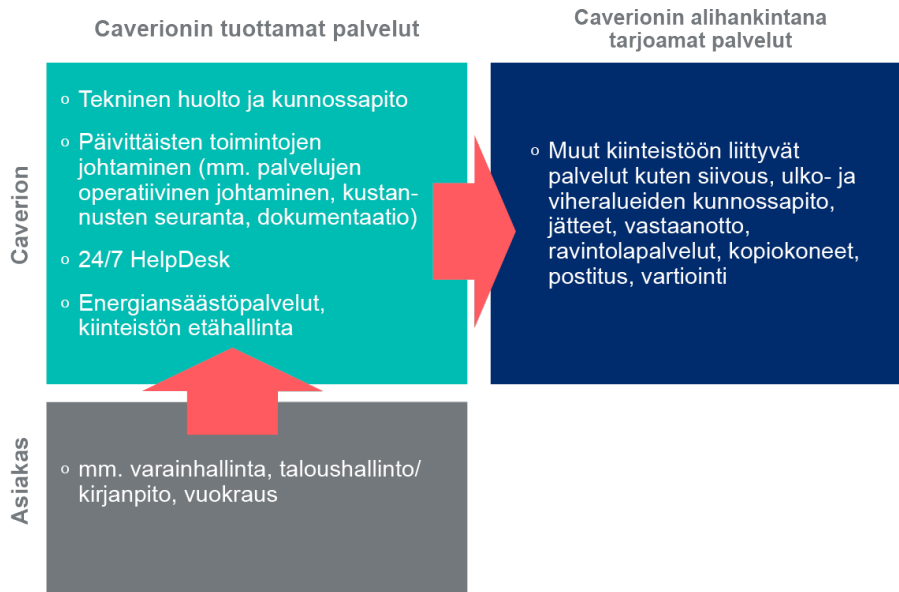 Caverionin tuottamat palvelut
Caverionin alihankintana
tarjoamat palvelut
Caverion
o Tekninen huolto ja kunnossapito
o Päivittäisten toimintojen
johtaminen (mm. palvelujen
operatiivinen johtaminen, kustan-
nusten seuranta, dokumentaatio)
o 24/7 HelpDesk
o Energiansäästöpalvelut,
kiinteistön etähallinta
o Muut kiinteistöön liittyvät
palvelut kuten siivous, ulko- ja
viheralueiden kunnossapito,
jätteet, vastaanotto,
ravintolapalvelut, kopiokoneet,
postitus, vartiointi
Asiakas
o mm. varainhallinta, taloushallinto/
kirjanpito, vuokraus